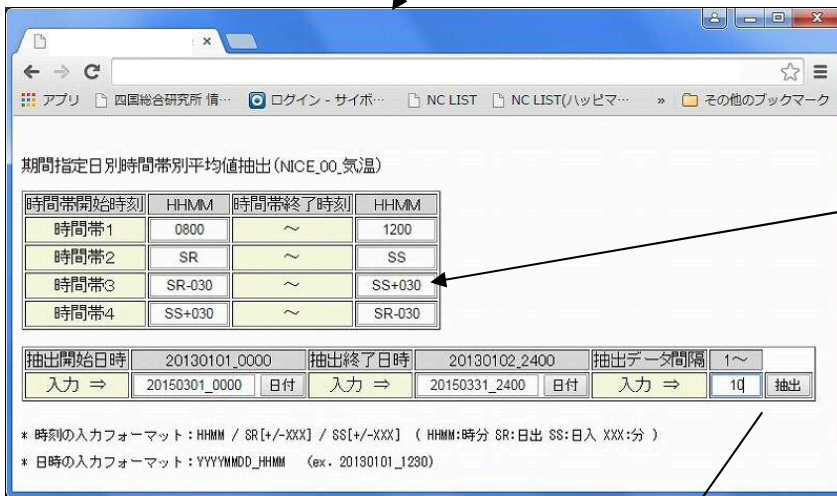 アプリ 四国総合研究所 情… ログイン - サイボ… NC LIST NC LIST(ハッピマ… » その他のブックマーク
期間指定日別時間帯別平均値抽出(NICE_00_気温)
時間帯開始時刻 HHMM 時間帯終了時刻 HHMM
時間帯1 0800 ～ 1200
時間帯2 SR ～ SS
時間帯3 SR-030 ～ SS+030
時間帯4 SS+030 ～ SR-030
抽出開始日時 20130101_0000 抽出終了日時 20130102_2400 抽出データ間隔 1～
入力 ⇒ 20150301_0000 日付 入力 ⇒ 20150331_2400 日付 入力 ⇒ 10 抽出
* 時刻の入力フォーマット：HHMM / SR[+/-XXX] / SS[+/-XXX] ( HHMM:時分 SR:日出 SS:日入 XXX:分 )
* 日時の入力フォーマット：YYYYMMDD_HHMM (ex. 20130101_1230)